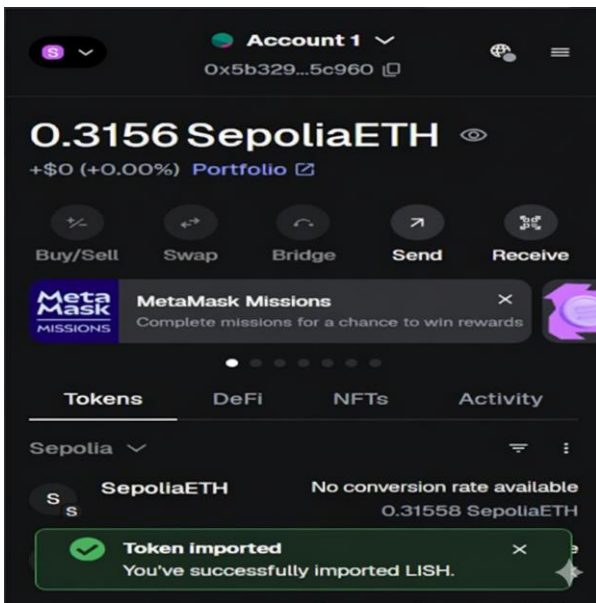 S
Account 1
0x5b329...5c960
0.3156 SepoliaETH
+$0 (+0.00%) Portfolio
Buy/Sell Swap Bridge Send Receive
Meta Mask MISSIONS
MetaMask Missions
Complete missions for a chance to win rewards
Tokens DeFi NFTs Activity
Sepolia
S S SepoliaETH No conversion rate available
0.31558 SepoliaETH
Token imported
You've successfully imported LISH.